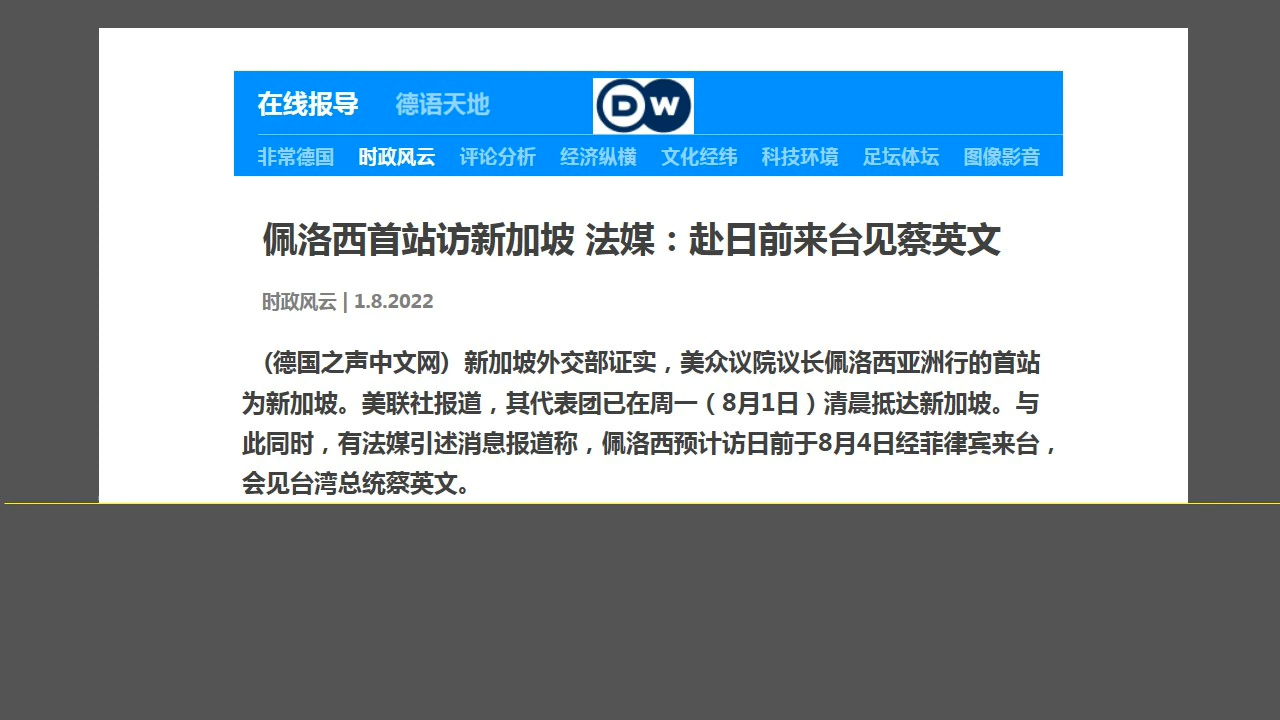 在线报导 德语天地 DW
非常德国 时政风云 评论分析 经济纵横 文化经纬 科技环境 足坛体坛 图像影音
佩洛西首站访新加坡 法媒：赴日前来台见蔡英文
时政风云 | 1.8.2022
(德国之声中文网) 新加坡外交部证实，美众议院议长佩洛西亚洲行的首站
为新加坡。美联社报道，其代表团已在周一（8月1日）清晨抵达新加坡。与
此同时，有法媒引述消息报道称，佩洛西预计访日前于8月4日经菲律宾来台，
会见台湾总统蔡英文。